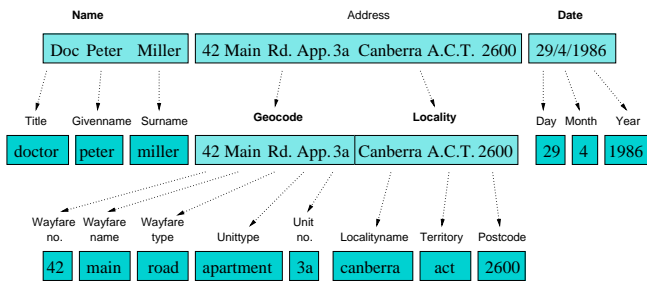 Name Address Date
Doc Peter Miller 42 Main Rd. App. 3a Canberra A.C.T. 2600 29/4/1986
Title Givenname Surname Geocode Locality Day Month Year
doctor peter miller 42 Main Rd. App. 3a Canberra A.C.T. 2600 29 4 1986
Wayfare no. Wayfare name Wayfare type Unittype Unit no. Localityname Territory Postcode
42 main road apartment 3a canberra act 2600